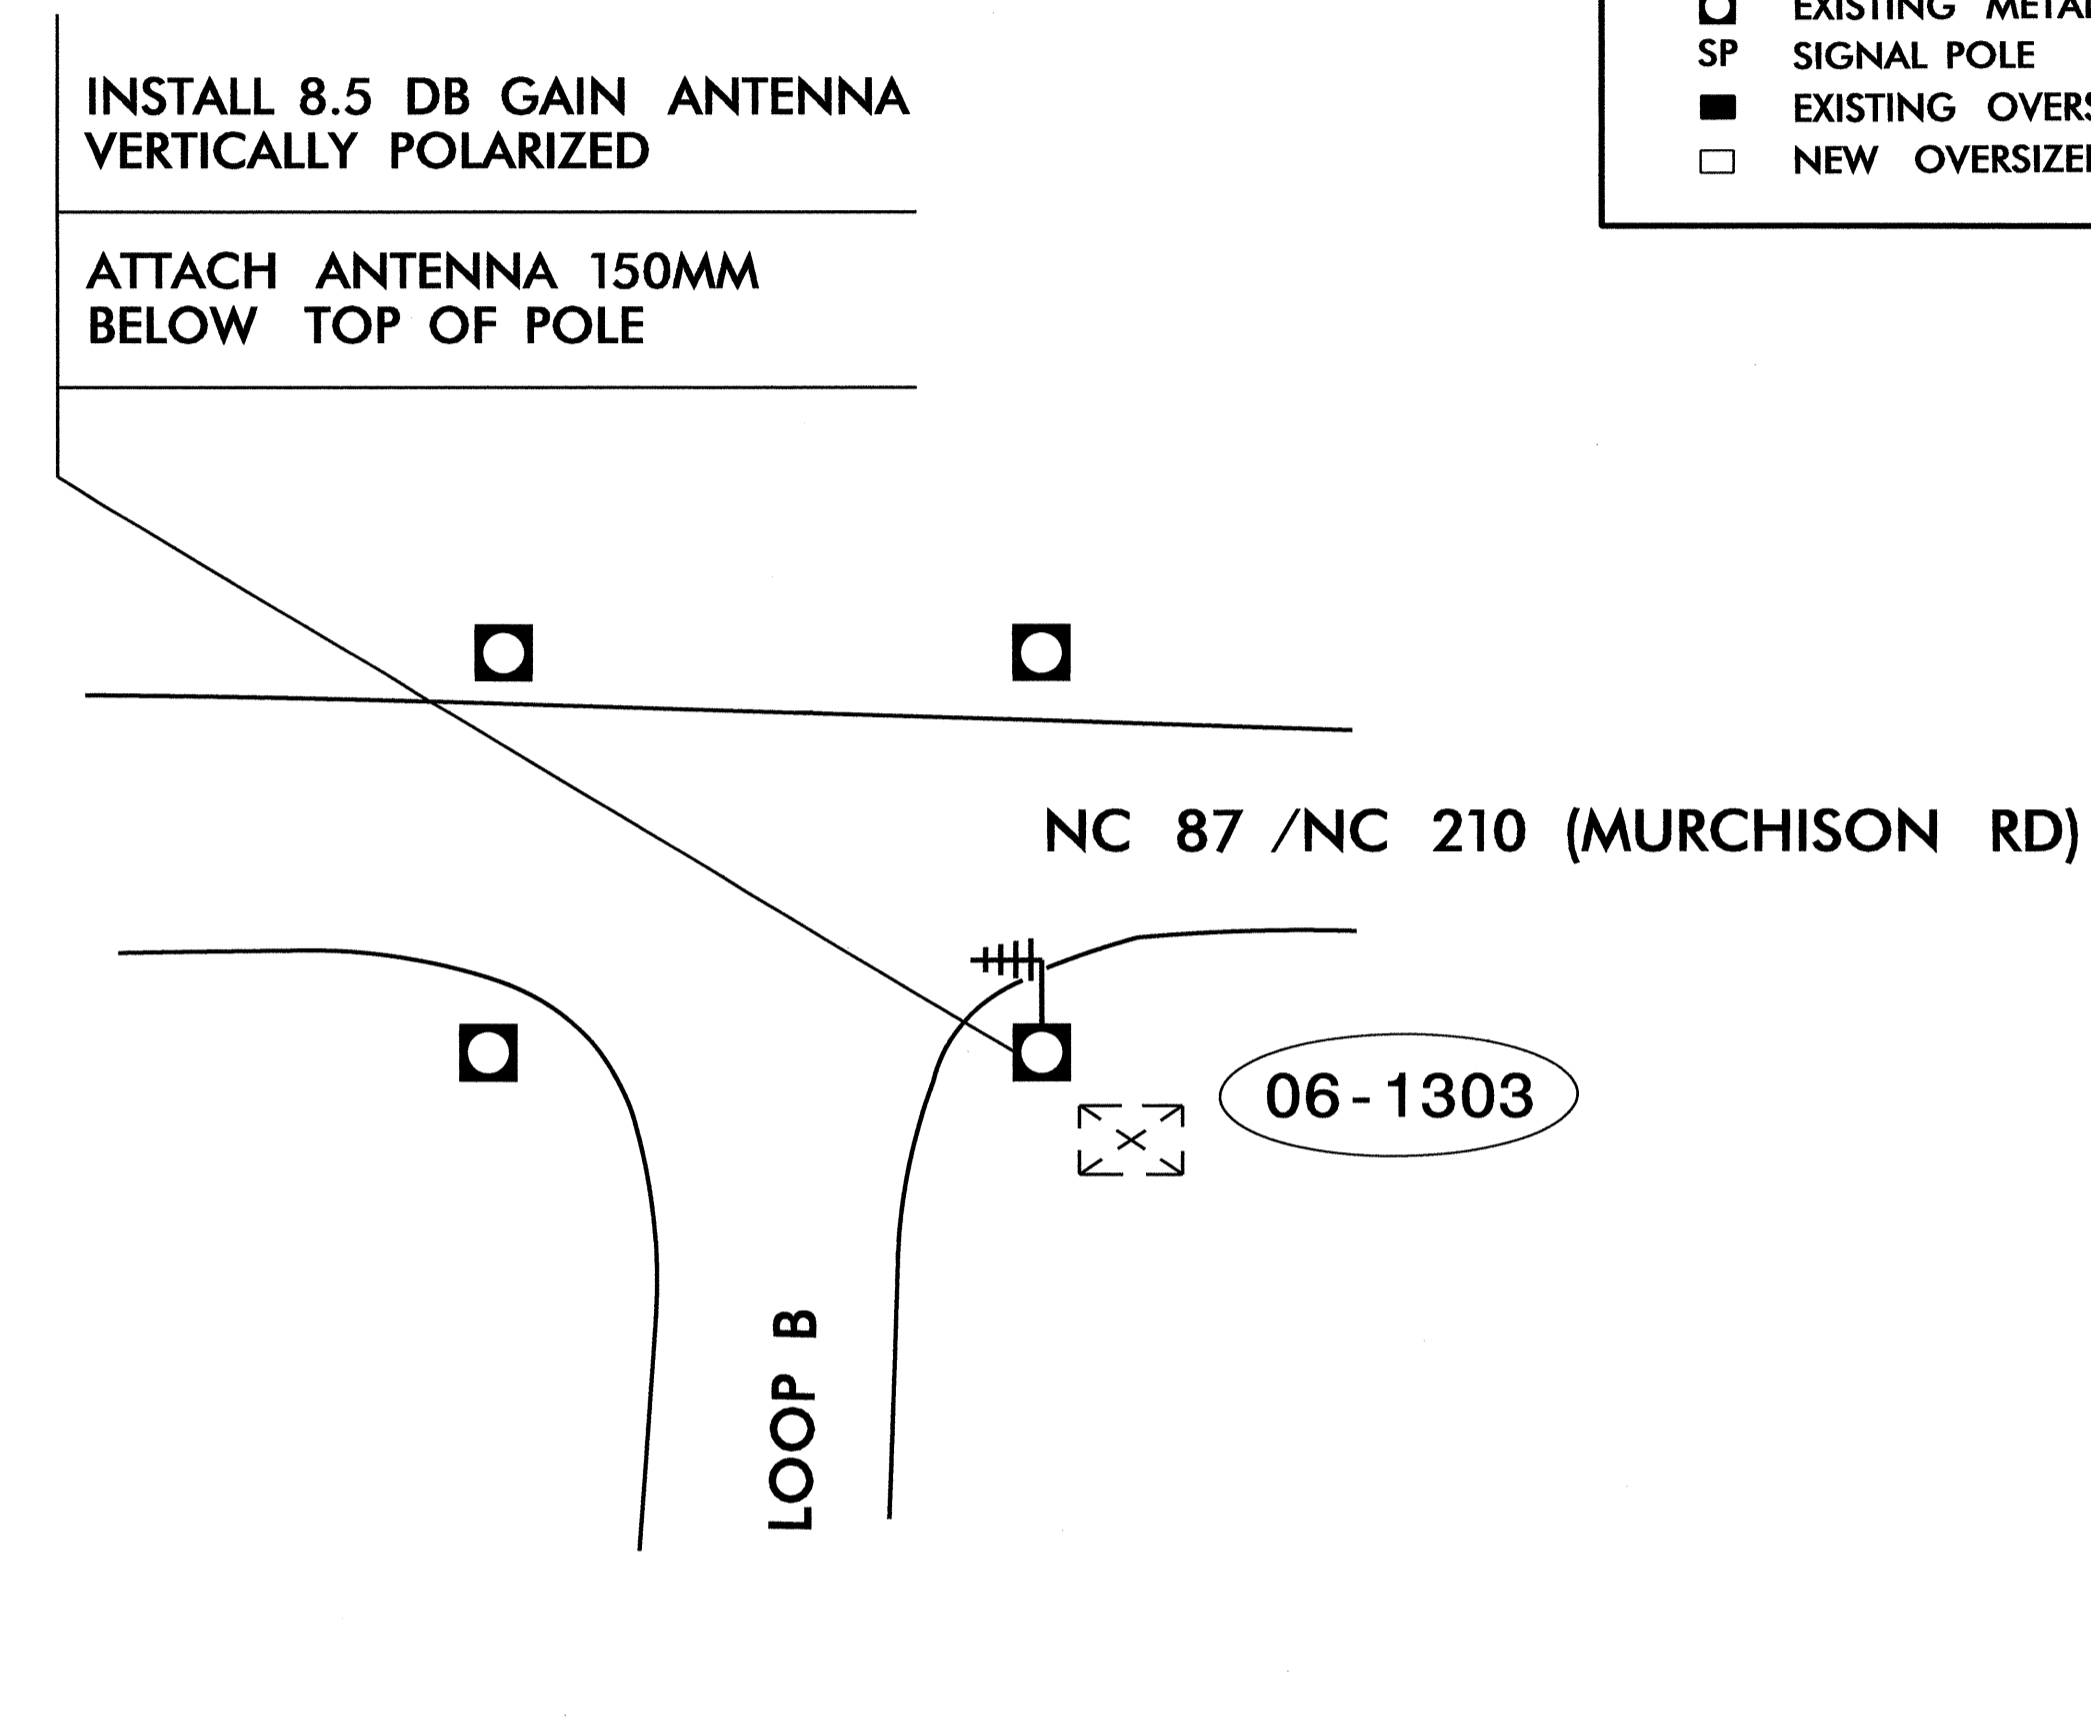 INSTALL 8.5 DB GAIN ANTENNA
VERTICALLY POLARIZED
ATTACH ANTENNA 150MM
BELOW TOP OF POLE
EXISTING
SP SIGNAL POLE
EXISTING
NEW
NC 87 /NC 210 (MURCHISON RD)
06-1303
LOOP B